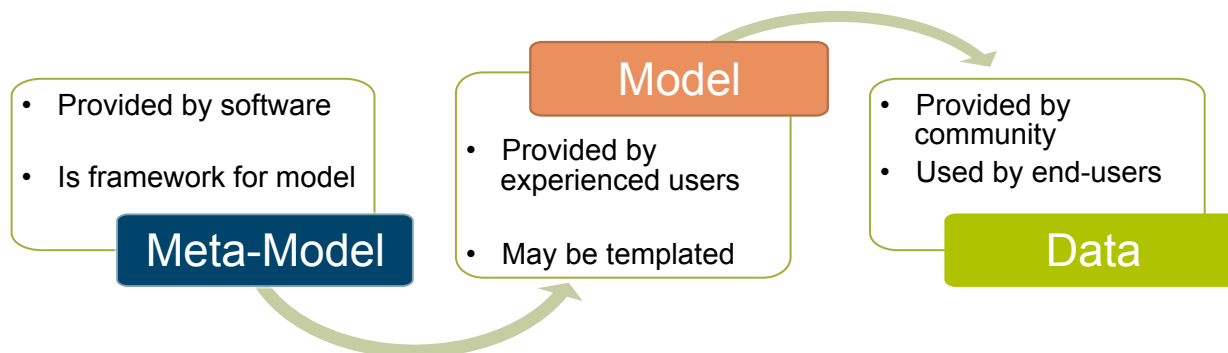 • Provided by software
• Is framework for model
Meta-Model
Model
• Provided by
experienced users
• May be templated
• Provided by
community
• Used by end-users
Data